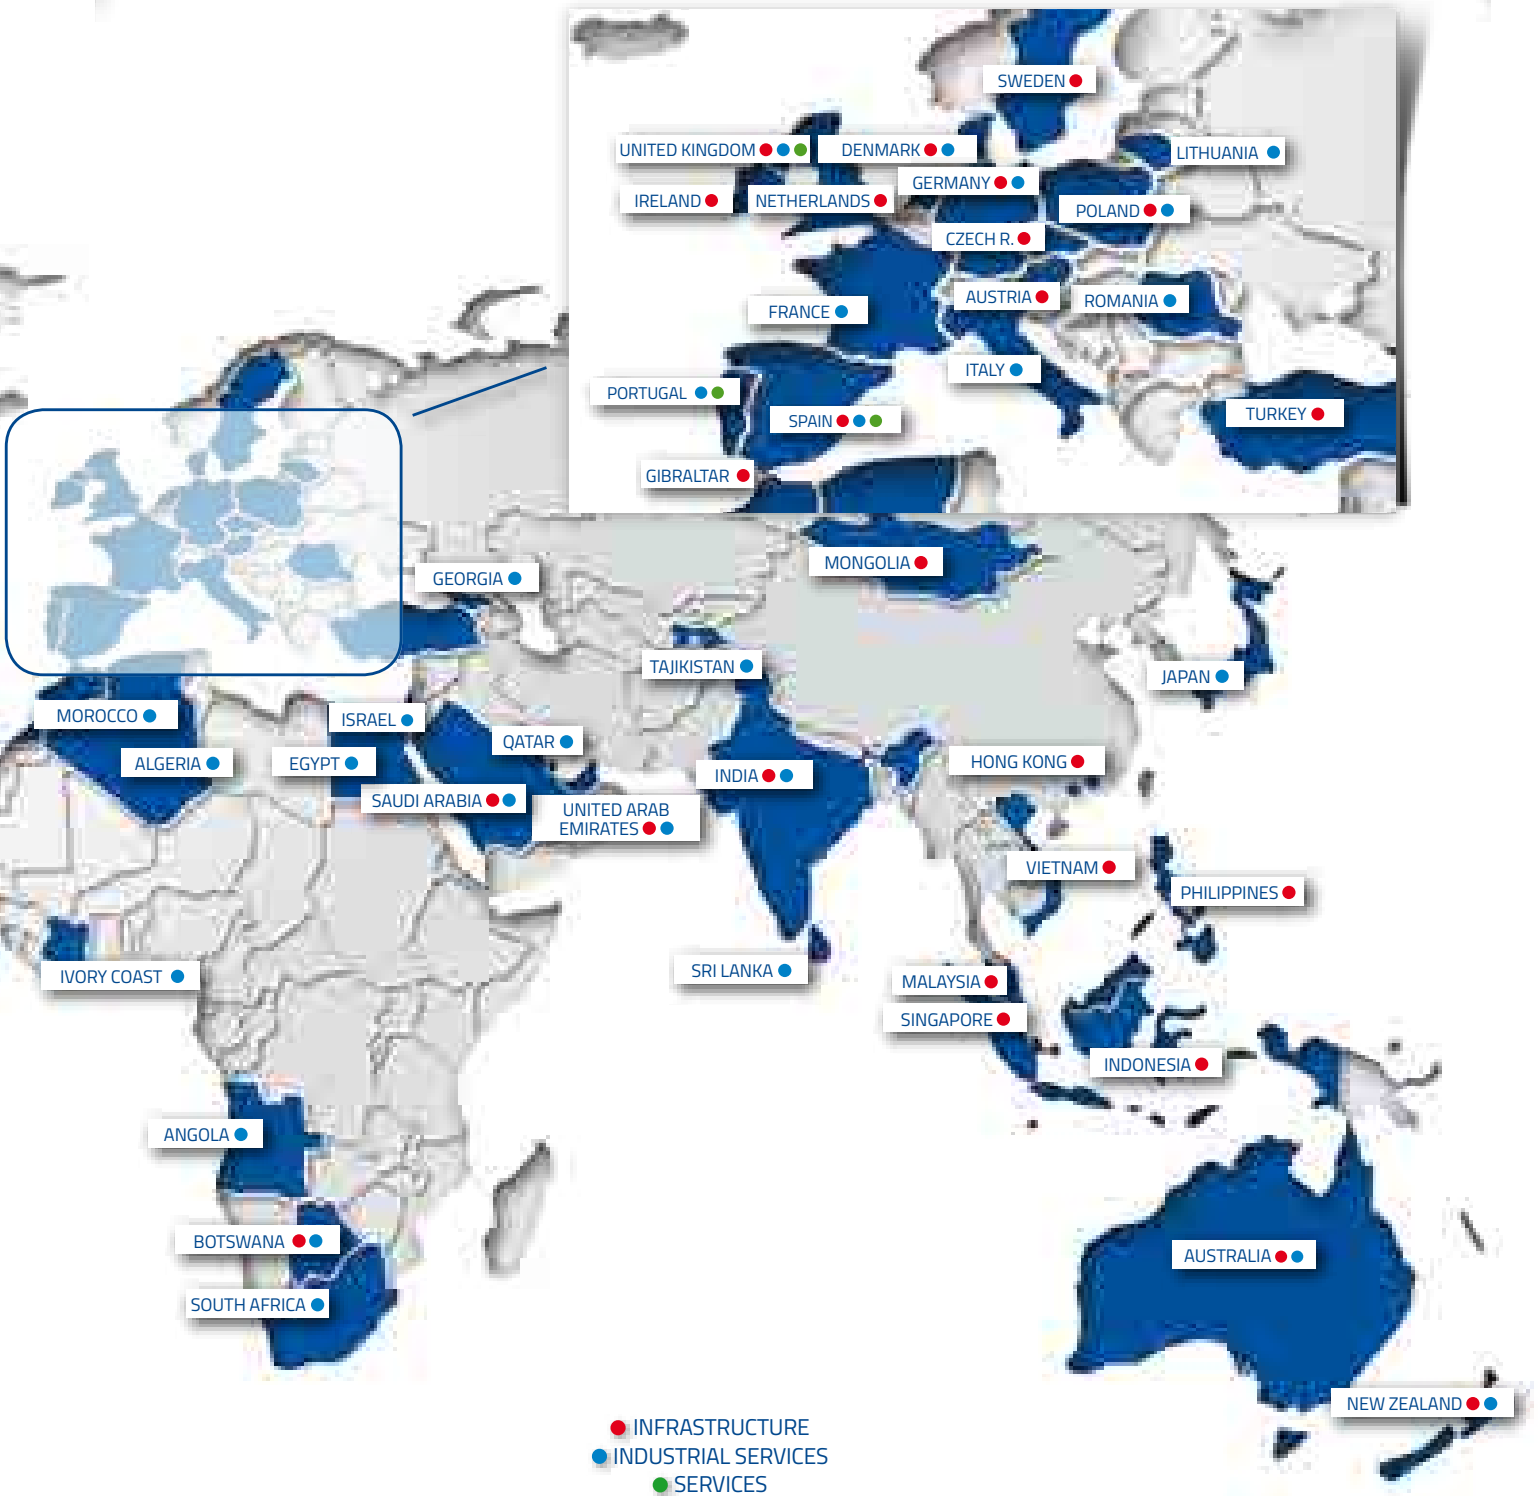 SWEDEN
UNITED KINGDOM
DENMARK
LITHUANIA
GERMANY
IRELAND
NETHERLANDS
POLAND
CZECH R.
AUSTRIA
ROMANIA
FRANCE
ITALY
PORTUGAL
SPAIN
TURKEY
GIBRALTAR
MONGOLIA
GEORGIA
TAJIKISTAN
JAPAN
MOROCCO
ISRAEL
QATAR
ALGERIA
EGYPT
HONG KONG
INDIA
SAUDI ARABIA
UNITED ARAB
EMIRATES
VIETNAM
PHILIPPINES
IVORY COAST
SRI LANKA
MALAYSIA
SINGAPORE
INDONESIA
ANGOLA
BOTSWANA
AUSTRALIA
SOUTH AFRICA
NEW ZEALAND
INFRASTRUCTURE
INDUSTRIAL SERVICES
SERVICES